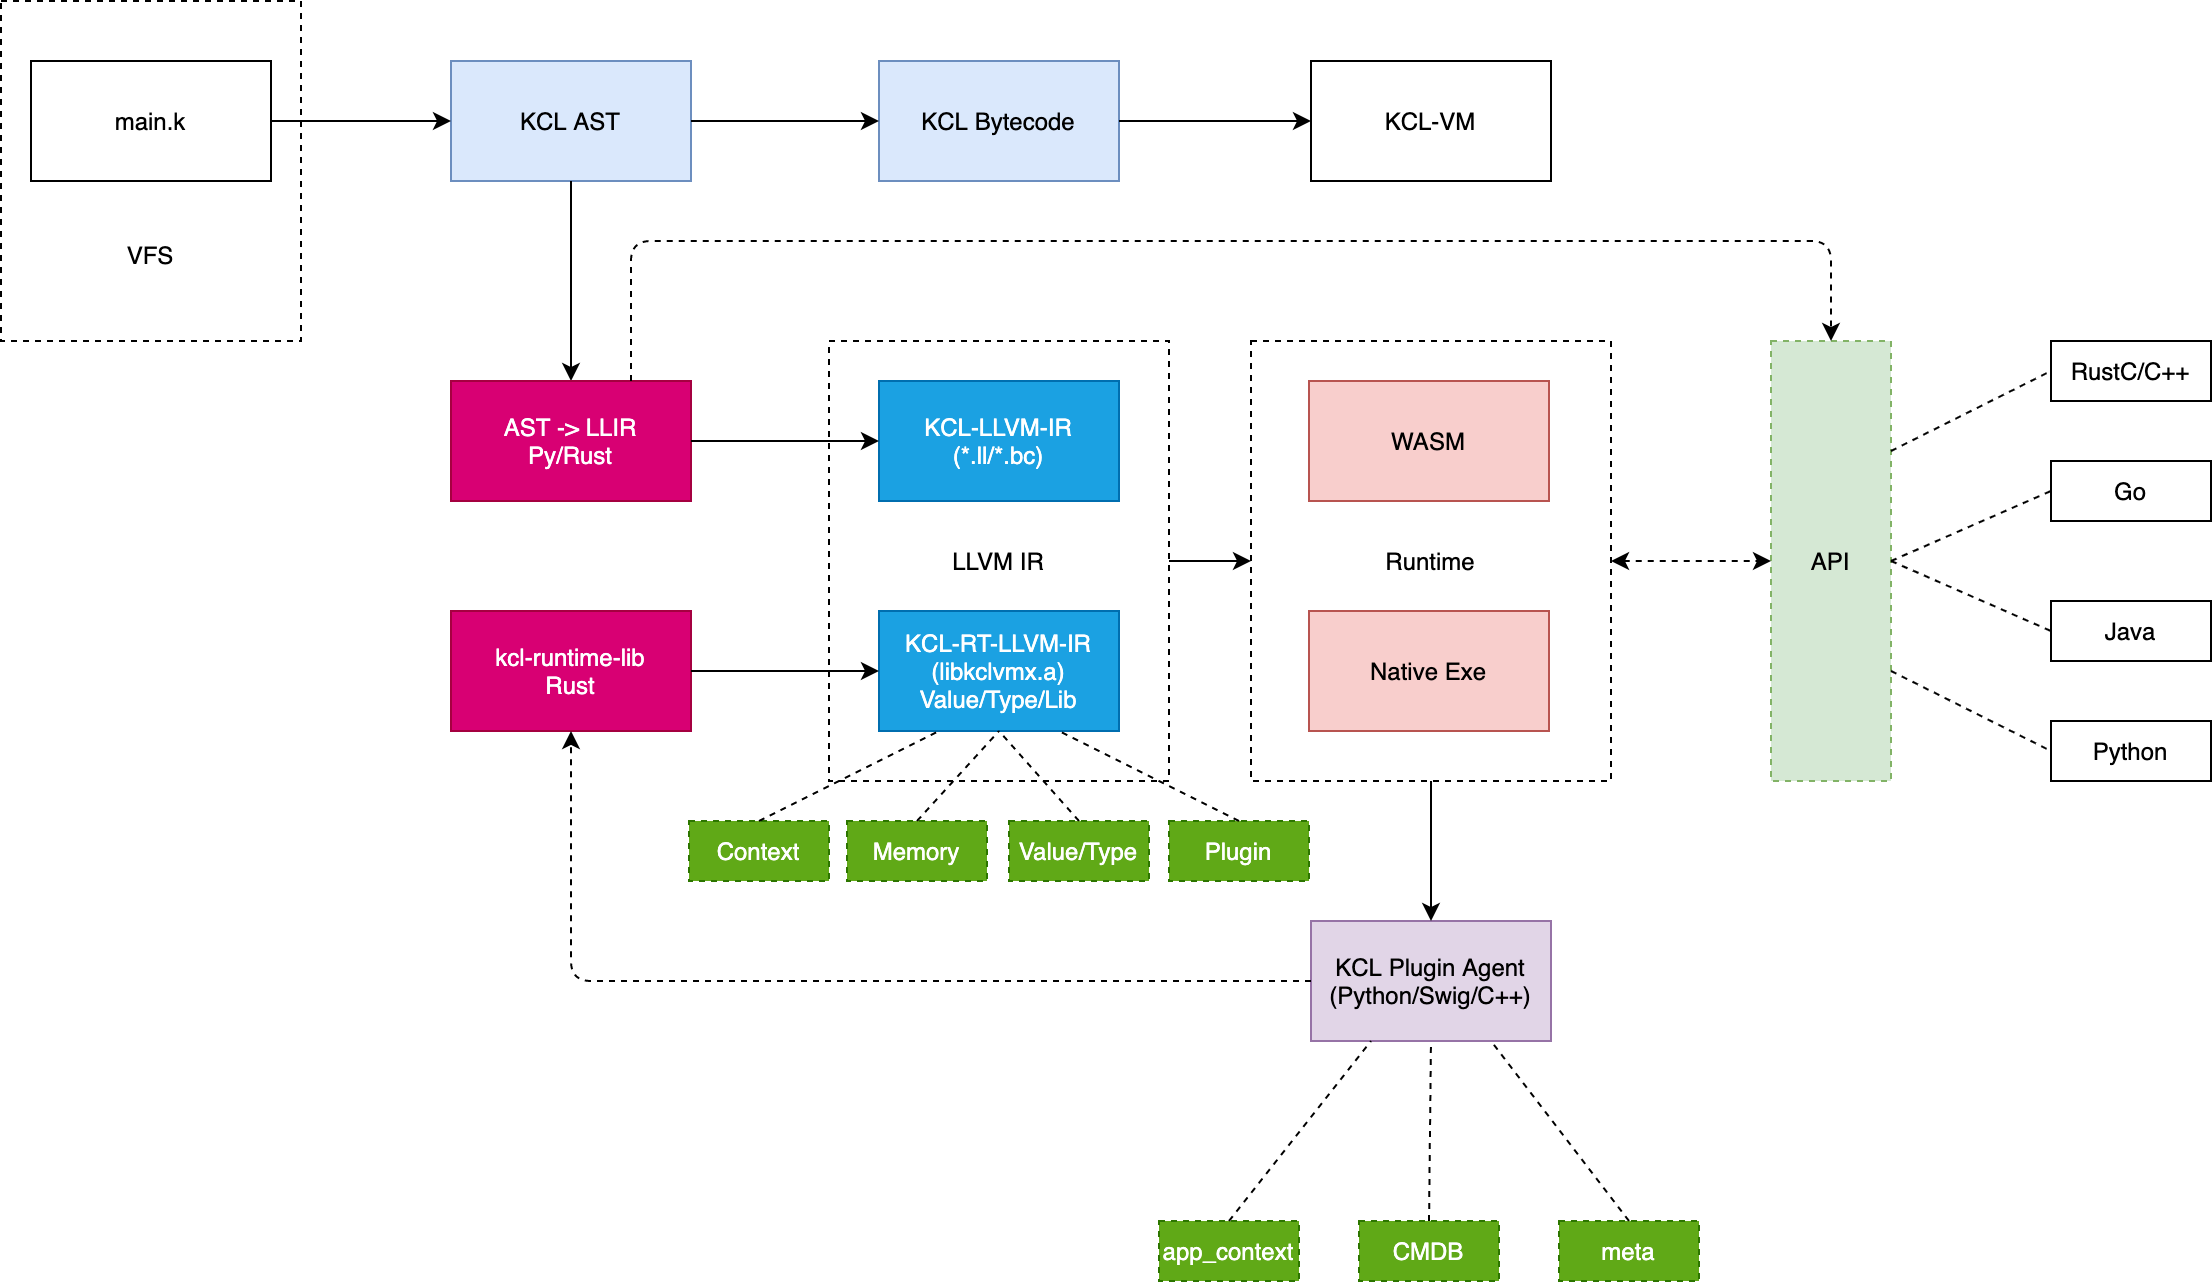 main.k
KCL AST
KCL Bytecode
KCL-VM
VFS
AST -> LLIR
Py/Rust
KCL-LLVM-IR
(*.ll/*.bc)
WASM
RustC/C++
Go
LLVM IR
Runtime
API
kcl-runtime-lib
Rust
KCL-RT-LLVM-IR
(libkclvmx.a)
Value/Type/Lib
Native Exe
Java
Python
Context
Memory
Value/Type
Plugin
KCL Plugin Agent
(Python/Swig/C++)
app_context
CMDB
meta